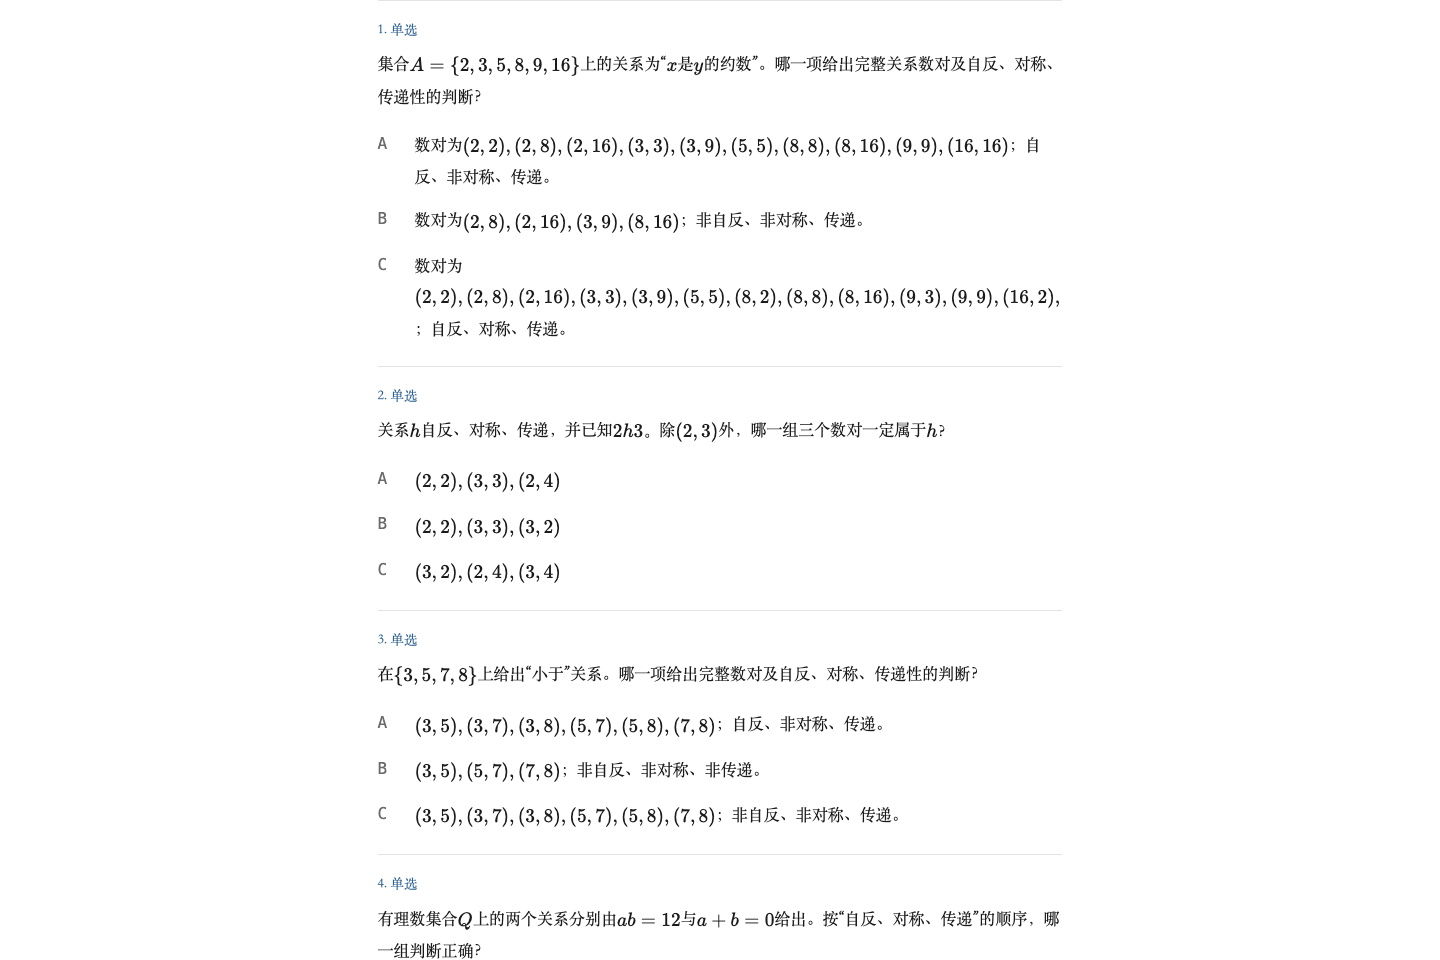 1. 单选
集合A = {2, 3, 5, 8, 9, 16}上的关系为“x是y的约数”。哪一项给出完整关系数对及自反、对称、
传递性的判断?
A 数对为(2, 2), (2, 8), (2, 16), (3, 3), (3, 9), (5, 5), (8, 8), (8, 16), (9, 9), (16, 16)；自
反、非对称、传递。
B 数对为(2, 8), (2, 16), (3, 9), (8, 16)；非自反、非对称、传递。
C 数对为
(2, 2), (2, 8), (2, 16), (3, 3), (3, 9), (5, 5), (8, 2), (8, 8), (8, 16), (9, 3), (9, 9), (16, 2),
；自反、对称、传递。
2. 单选
关系h自反、对称、传递，并已知2h3。除(2, 3)外，哪一组三个数对一定属于h?
A (2, 2), (3, 3), (2, 4)
B (2, 2), (3, 3), (3, 2)
C (3, 2), (2, 4), (3, 4)
3. 单选
在{3, 5, 7, 8}上给出“小于”关系。哪一项给出完整数对及自反、对称、传递性的判断?
A (3, 5), (3, 7), (3, 8), (5, 7), (5, 8), (7, 8)；自反、非对称、传递。
B (3, 5), (5, 7), (7, 8)；非自反、非对称、非传递。
C (3, 5), (3, 7), (3, 8), (5, 7), (5, 8), (7, 8)；非自反、非对称、传递。
4. 单选
有理数集合Q上的两个关系分别由ab = 12与a + b = 0给出。按“自反、对称、传递”的顺序，哪
一组判断正确?